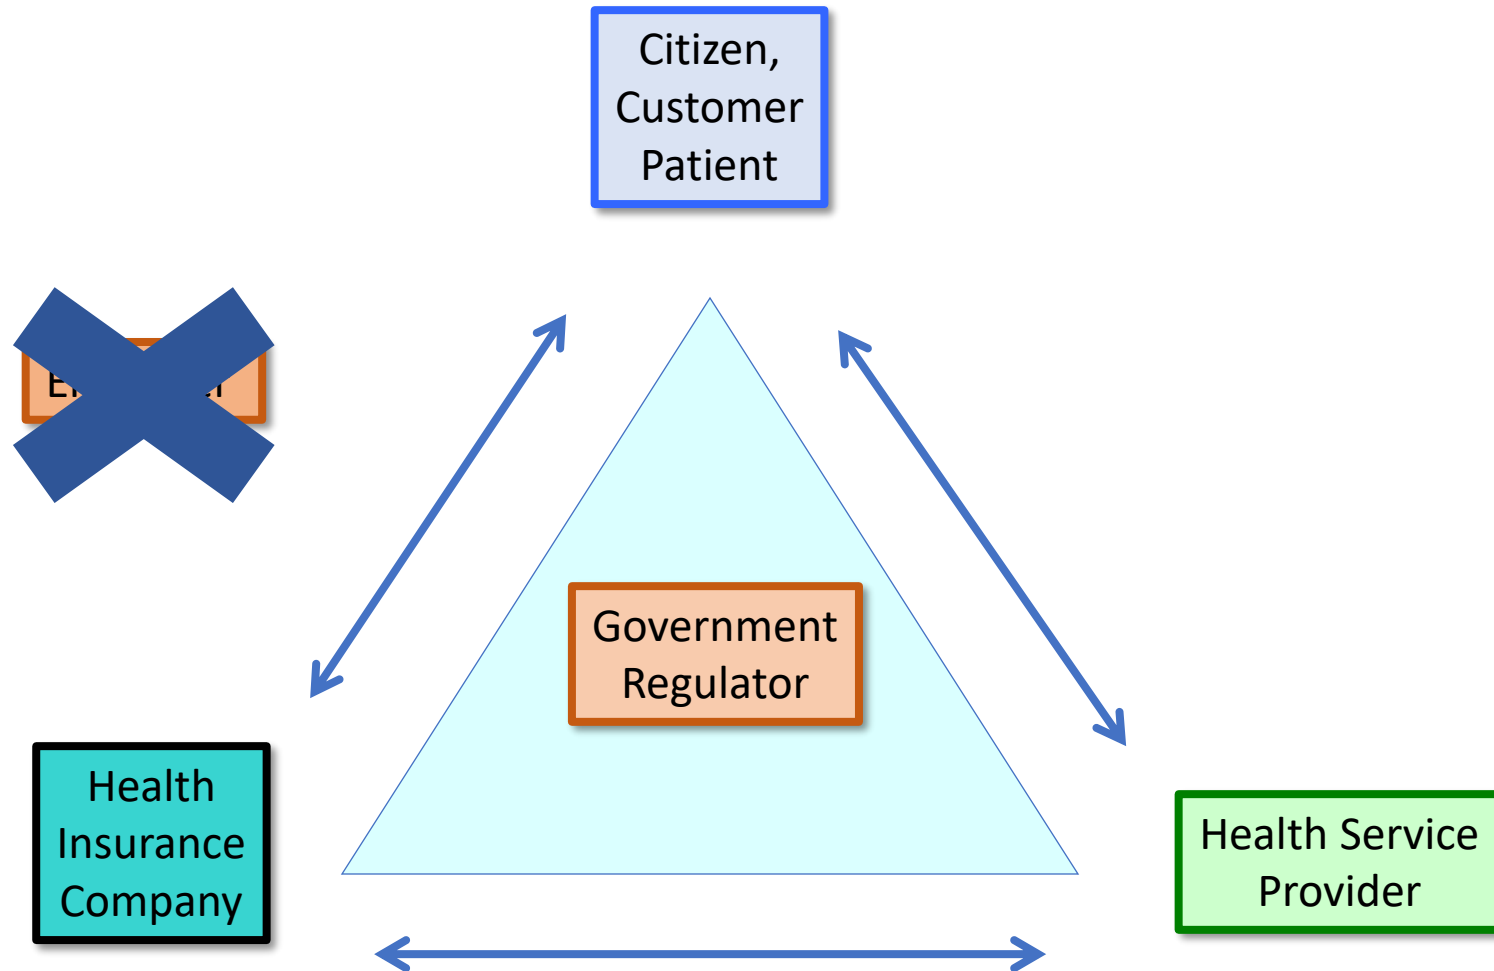 Citizen,
Customer
Patient
Government
Regulator
Health
Insurance
Company
Health Service
Provider